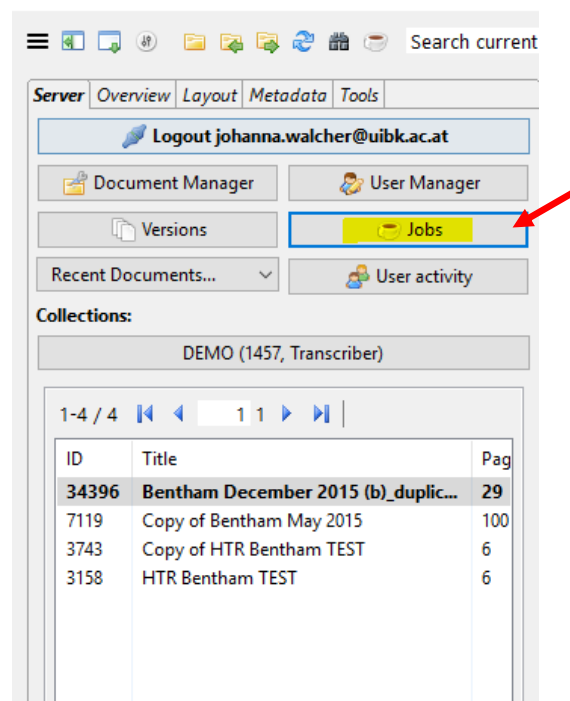 Search current
Server Overview Layout Metadata Tools
Logout johanna.walcher@uibk.ac.at
Document Manager User Manager
Versions Jobs
Recent Documents... User activity
Collections:
DEMO (1457, Transcriber)
1-4 / 4 1 1
ID Title Pag
34396 Bentham December 2015 (b)_duplic... 29
7119 Copy of Bentham May 2015 100
3743 Copy of HTR Bentham TEST 6
3158 HTR Bentham TEST 6